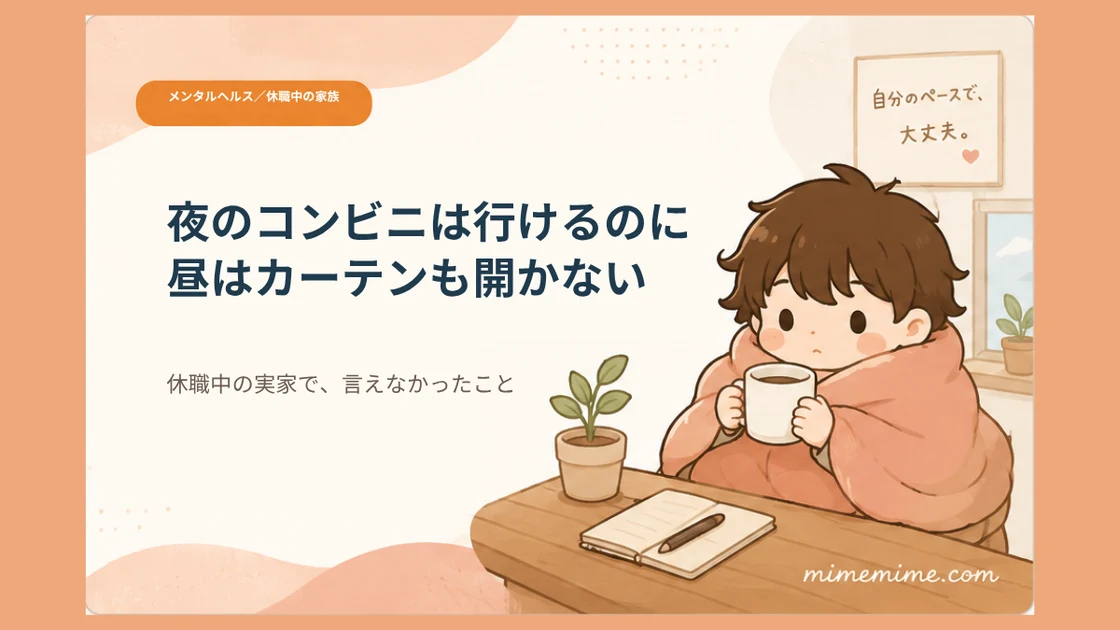 メンタルヘルス／休職中の家族
自分のペースで、
大丈夫。
夜のコンビニは行けるのに
昼はカーテンも開かない
休職中の実家で、言えなかったこと
mimemime.com